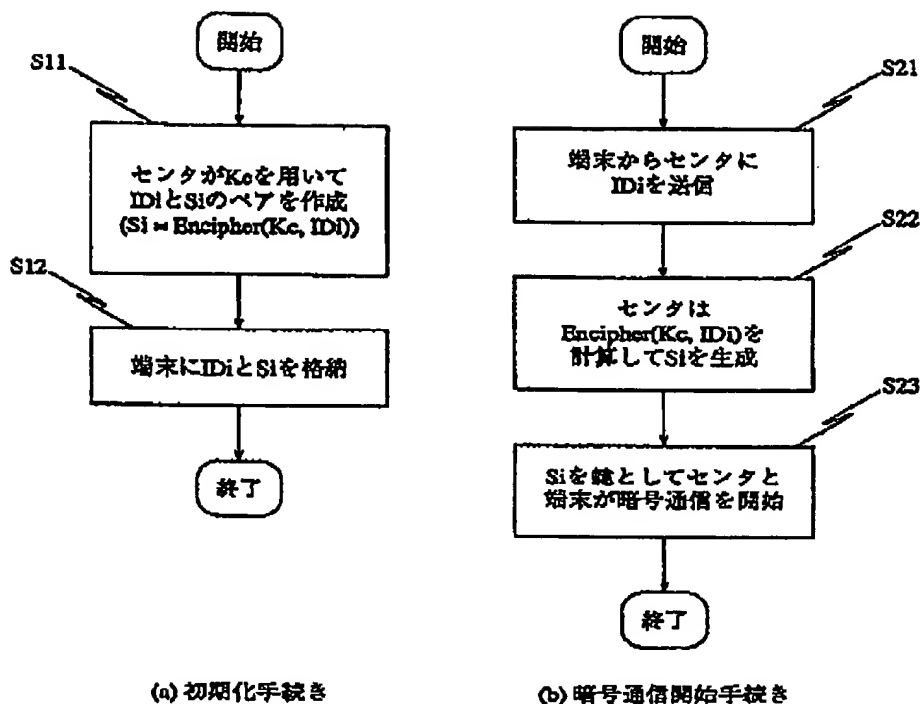 開始
S11
センタがKcを用いて
IDiとSiのペアを作成
(Si = Encipher(Kc, IDi))
S12
端末にIDiとSiを格納
終了
(a) 初期化手続き
開始
S21
端末からセンタに
IDiを送信
S22
センタは
Encipher(Kc, IDi)を
計算してSiを生成
S23
Siを鍵としてセンタと
端末が暗号通信を開始
終了
(b) 暗号通信開始手続き